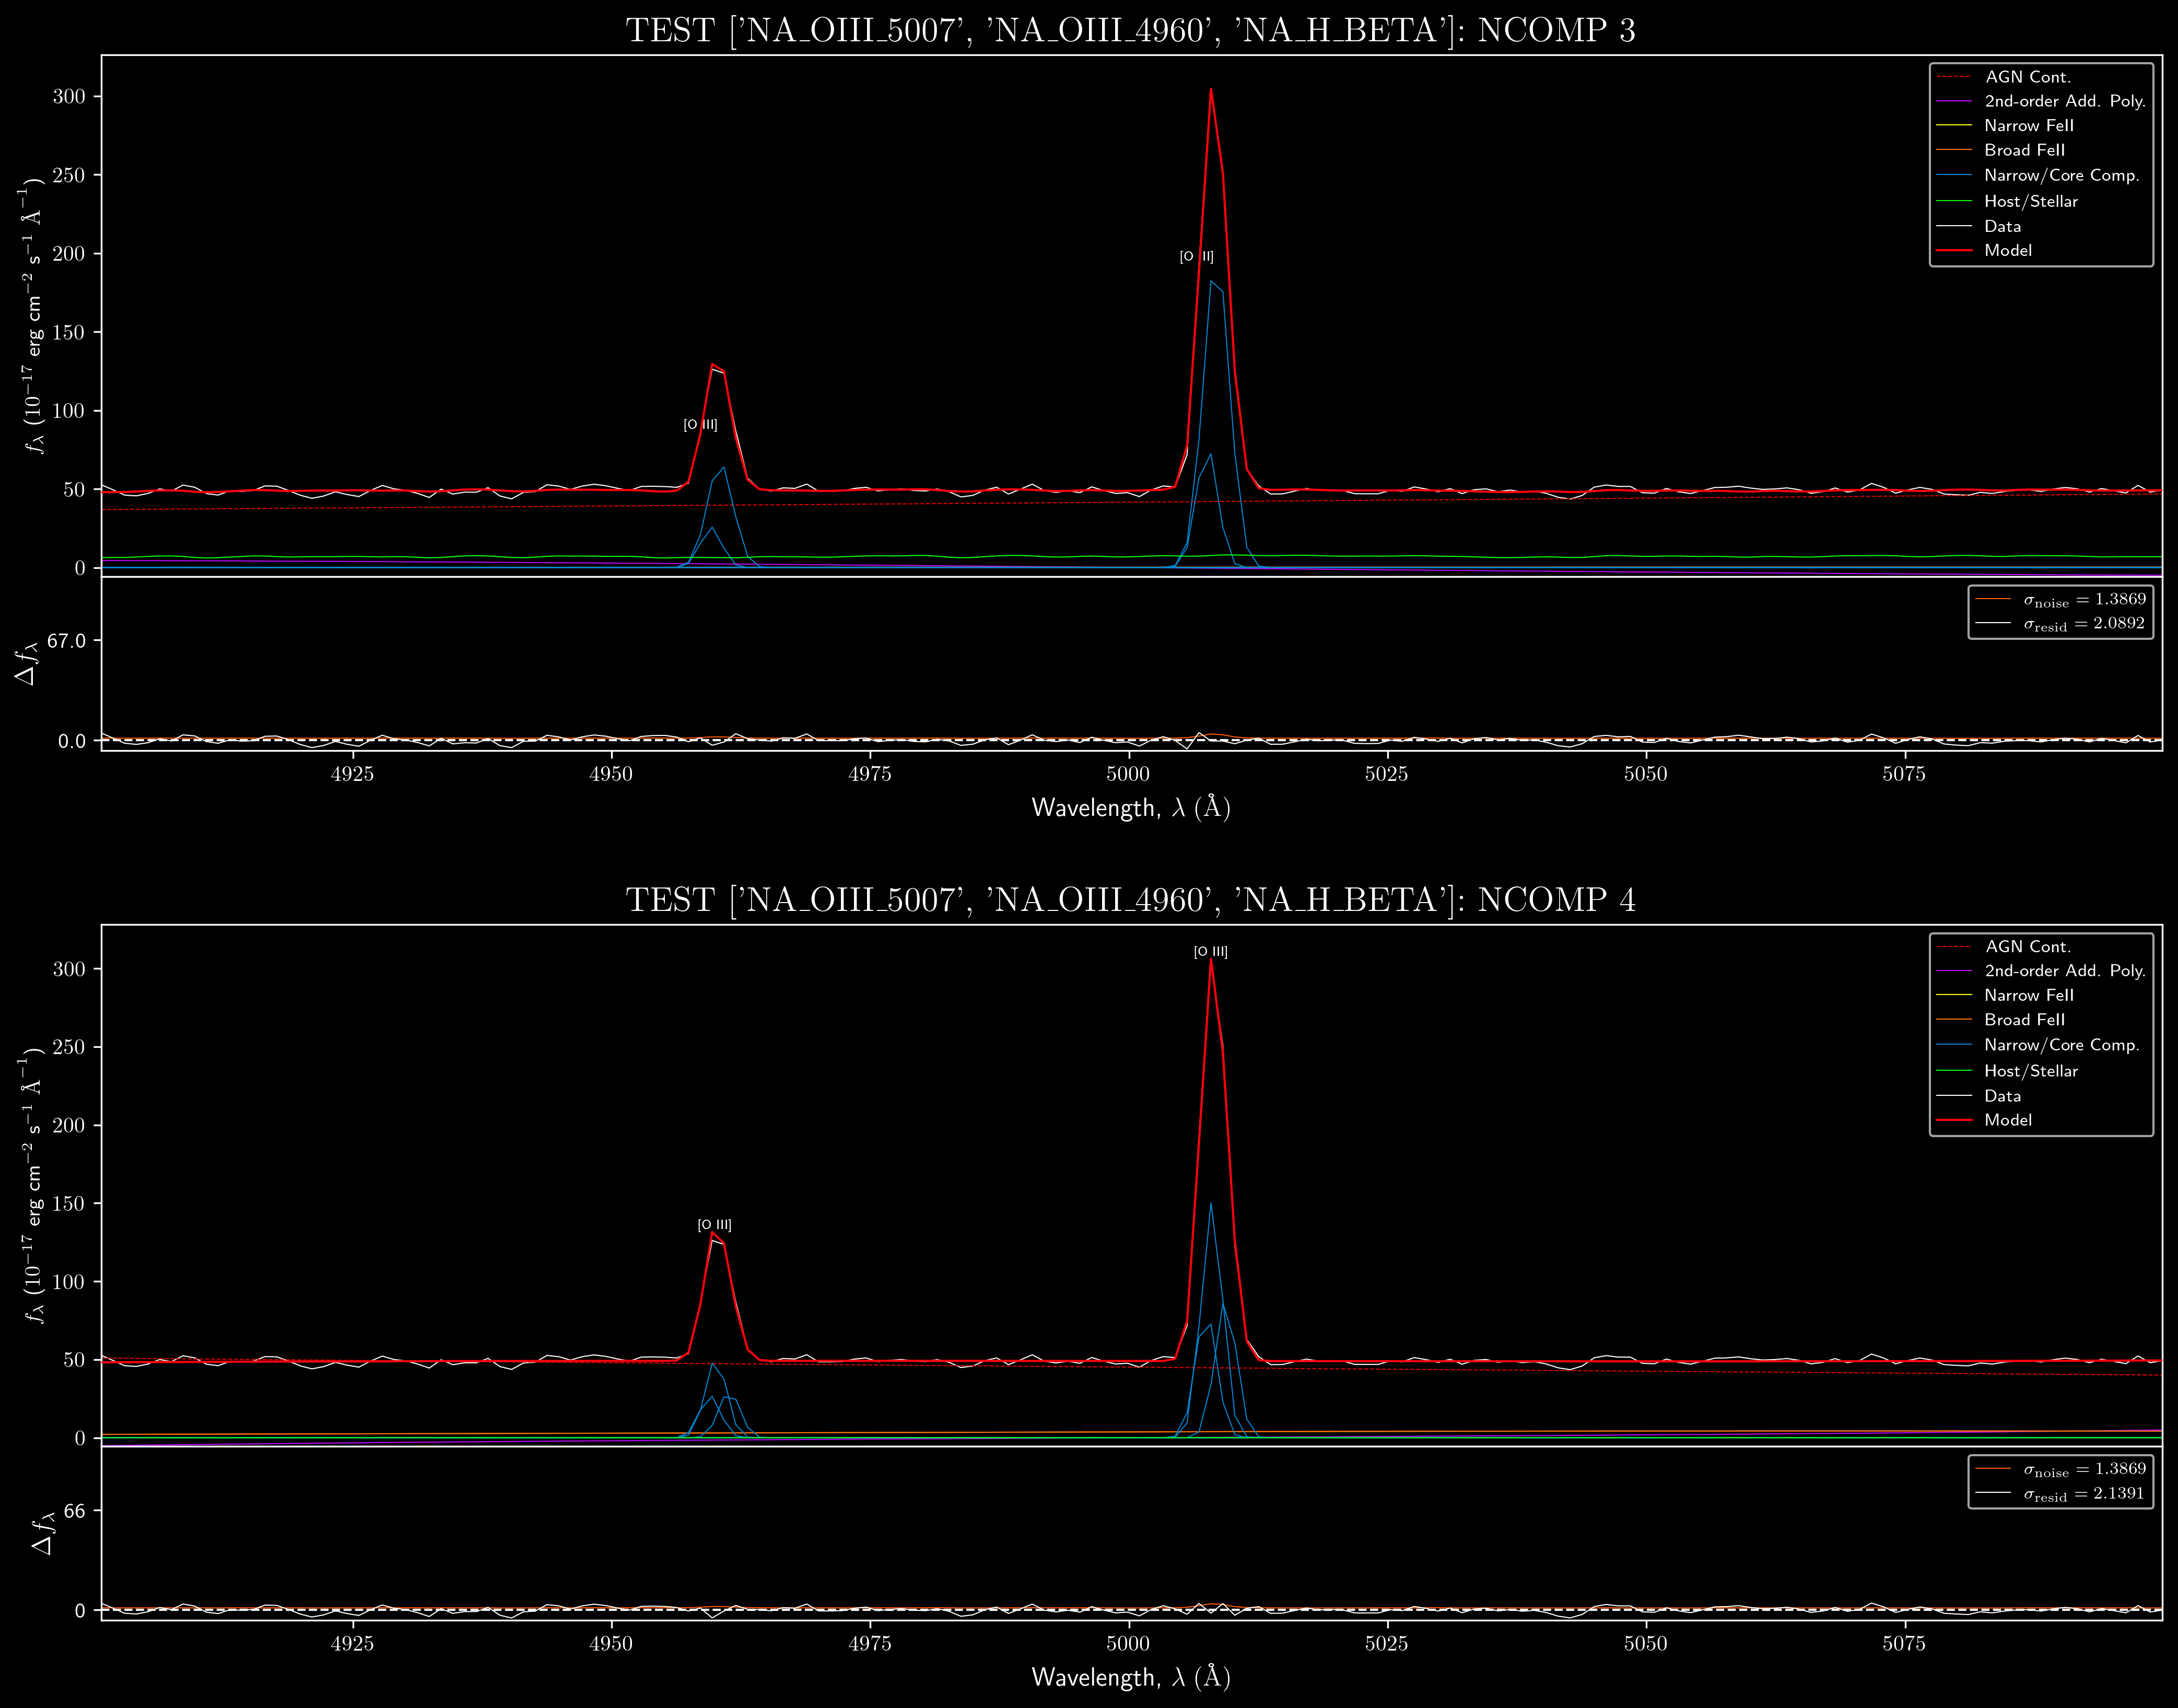 TEST ['NA_OIII_5007', 'NA_OIII_4960', 'NA_H_BETA']: NCOMP 3
AGN Cont.
2nd-order Add. Poly.
Narrow FeII
Broad FeII
Narrow/Core Comp.
Host/Stellar
Data
Model
300
250
200
150
100
50
0
fλ (10−17 erg cm−2 s−1 Å−1)
[O III]
[O II]
σnoise = 1.3869
σresid = 2.0892
67.0
0.0
Δfλ
4925 4950 4975 5000 5025 5050 5075
Wavelength, λ (Å)
TEST ['NA_OIII_5007', 'NA_OIII_4960', 'NA_H_BETA']: NCOMP 4
AGN Cont.
2nd-order Add. Poly.
Narrow FeII
Broad FeII
Narrow/Core Comp.
Host/Stellar
Data
Model
300
250
200
150
100
50
0
fλ (10−17 erg cm−2 s−1 Å−1)
[O III]
[O III]
σnoise = 1.3869
σresid = 2.1391
66
0
Δfλ
4925 4950 4975 5000 5025 5050 5075
Wavelength, λ (Å)